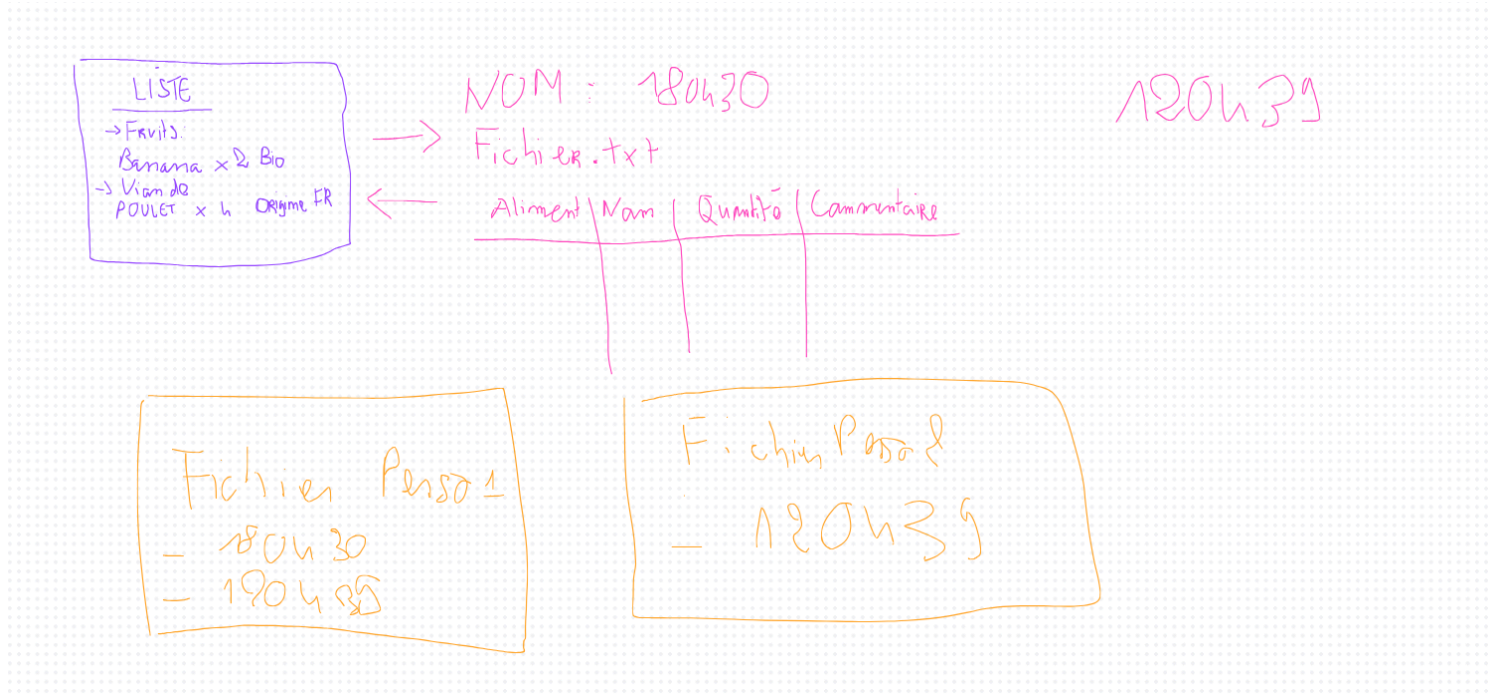 LISTE
→ Fruits:
Banana x 2 Bio
→ Viande
POULET x 4 Origine FR
NOM : 180430
Fichier.txt
Aliment | Nom | Quantité | Commentaire
120439
Fichier Perso 1
- 180430
- 120439
Fichier Perso 2
- 120439